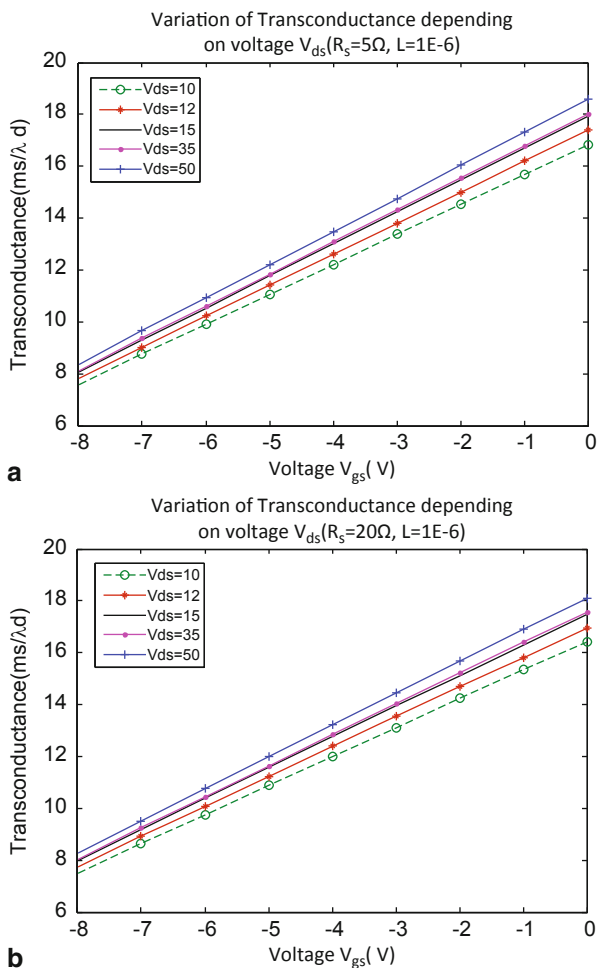 Variation of Transconductance depending
on voltage Vds(Rs=5Ω, L=1E-6)
20
18
16
14
12
10
8
6
Transconductance(ms/λ d)
Vds=10
Vds=12
Vds=15
Vds=35
Vds=50
-8 -7 -6 -5 -4 -3 -2 -1 0
Voltage Vgs( V)
a
Variation of Transconductance depending
on voltage Vds(Rs=20Ω, L=1E-6)
20
18
16
14
12
10
8
6
Transconductance(ms/λd)
Vds=10
Vds=12
Vds=15
Vds=35
Vds=50
-8 -7 -6 -5 -4 -3 -2 -1 0
Voltage Vgs( V)
b